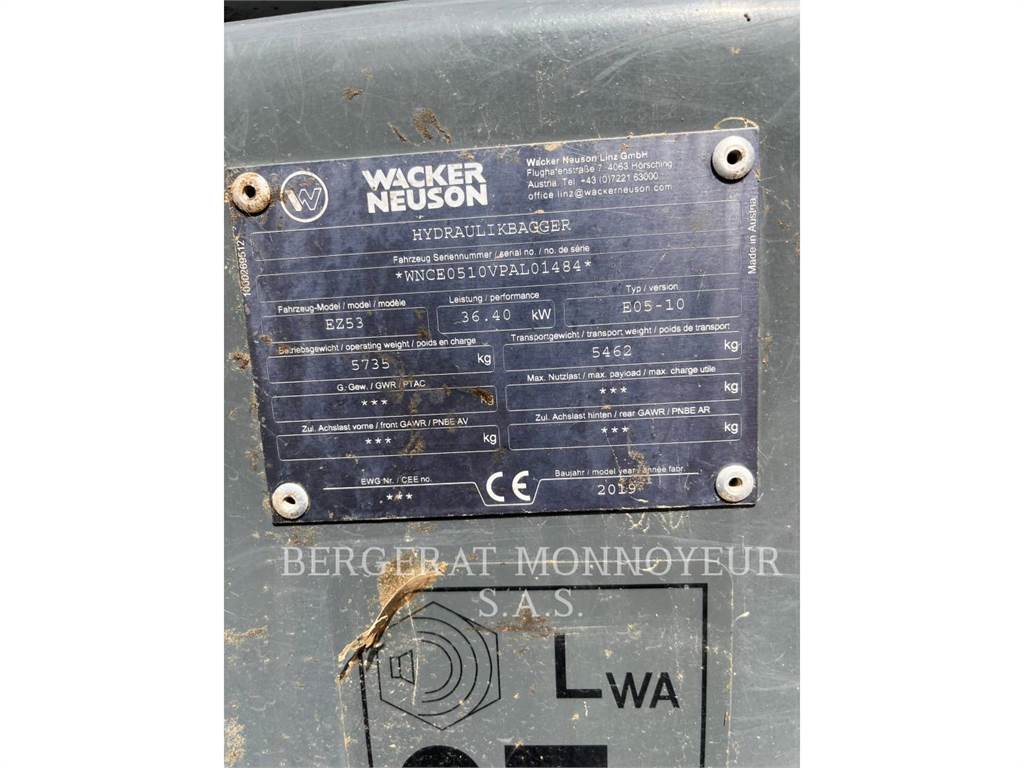 WACKER
NEUSON
Wacker Neuson Linz GmbH
Flughafenstraße 7, 4063 Hörsching
Austria, Tel. +43 (0)7221 63000
office.linz@wackerneuson.com
HYDRAULIKBAGGER
Fahrzeug Seriennummer / serial no. / no. de série
*WNCE0510VPAL01484*
Fahrzeug-Model / model / modèle
EZ53
Leistung / performance
36.40 kW
Typ / version
E05-10
Betriebsgewicht / operating weight / poids en charge
5735 kg
Transportgewicht / transport weight / poids de transport
5462 kg
G. Gew. / GWR / PTAC
***
Max. Nutzlast / max. payload / max. charge utile
*** kg
Zul. Achslast vorne / front GAWR / PNBE AV
*** kg
Zul. Achslast hinten / rear GAWR / PNBE AR
*** kg
EWG Nr. / CEE no.
***
CE
Baujahr / model year / année fabr.
2019
Made in Austria
BERGERAT MONNOYEUR
S.A.S.
LWA